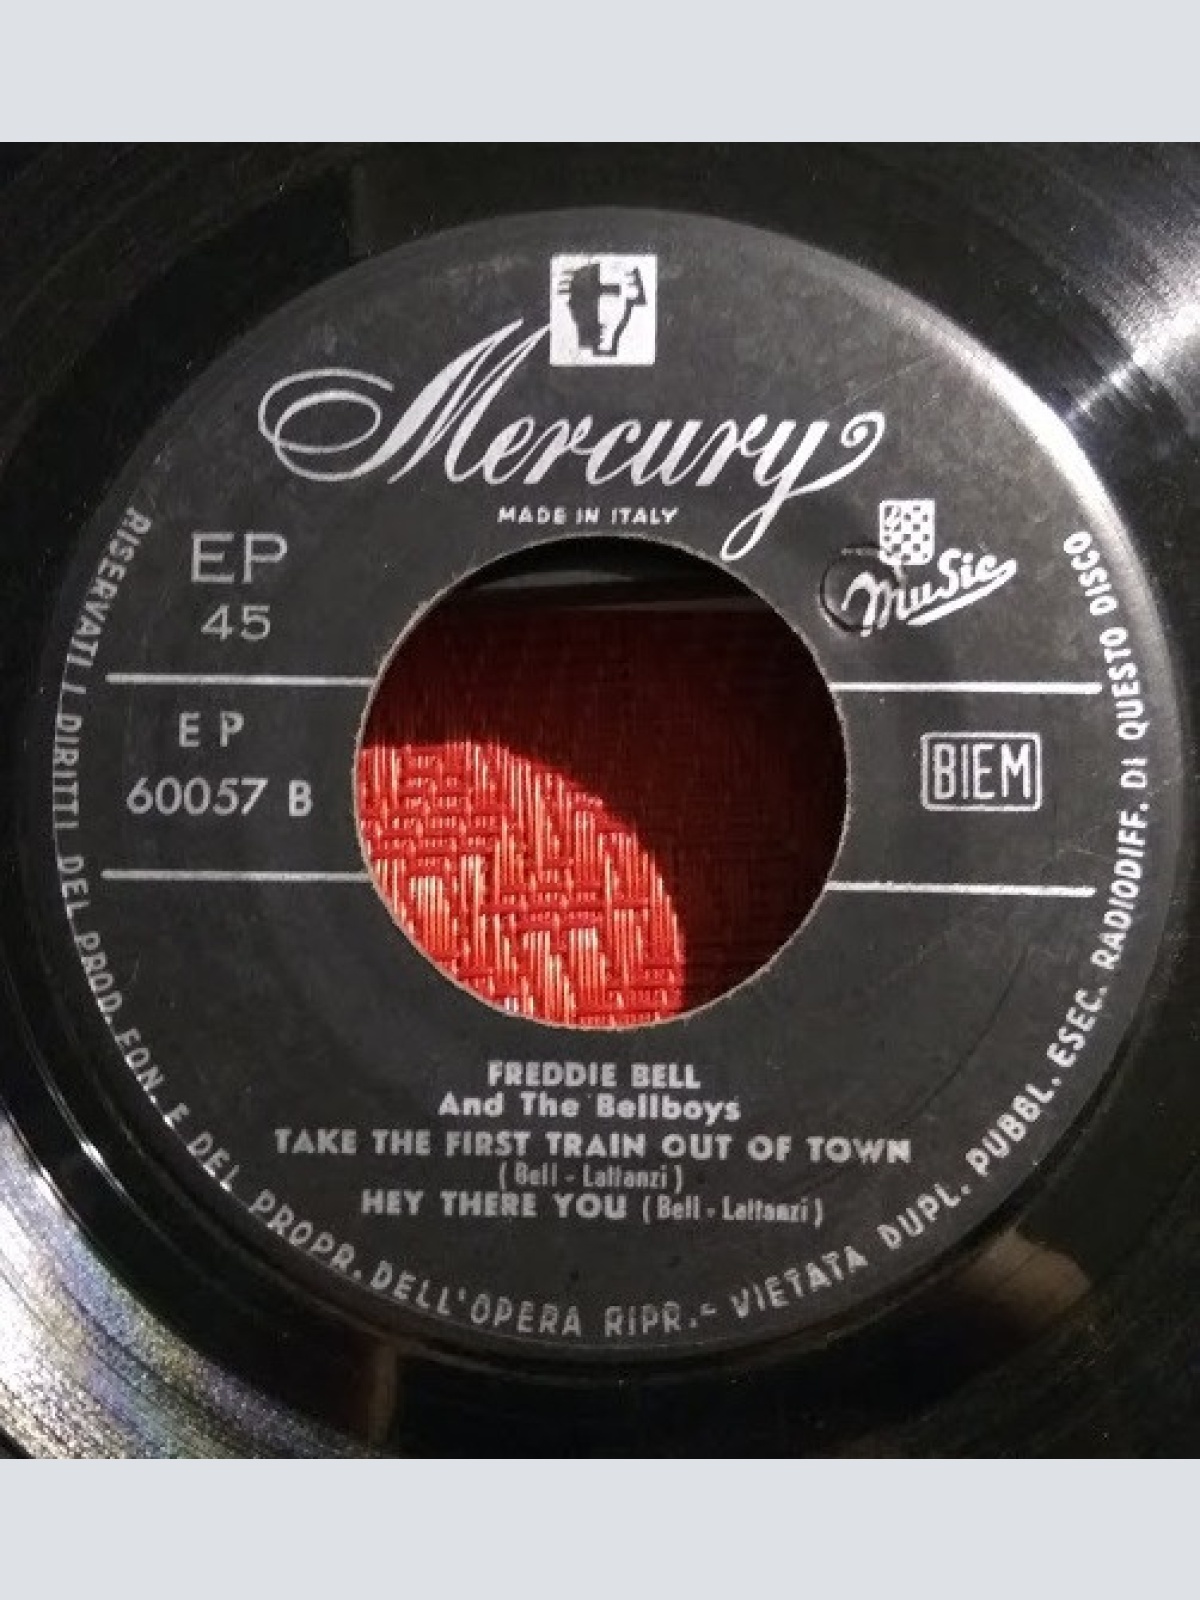 Mercury
MADE IN ITALY
EP
45
Music
EP
60057 B
BIEM
FREDDIE BELL
And The Bellboys
TAKE THE FIRST TRAIN OUT OF TOWN
(Bell - Lattanzi)
HEY THERE YOU (Bell - Lattanzi)
RISERVATI I DIRITTI DEL PROD. FON. E DEL PROPR. DELL'OPERA RIPR.- VIETATA DUPL. PUBBL. ESEC. RADIODIFF. DI QUESTO DISCO